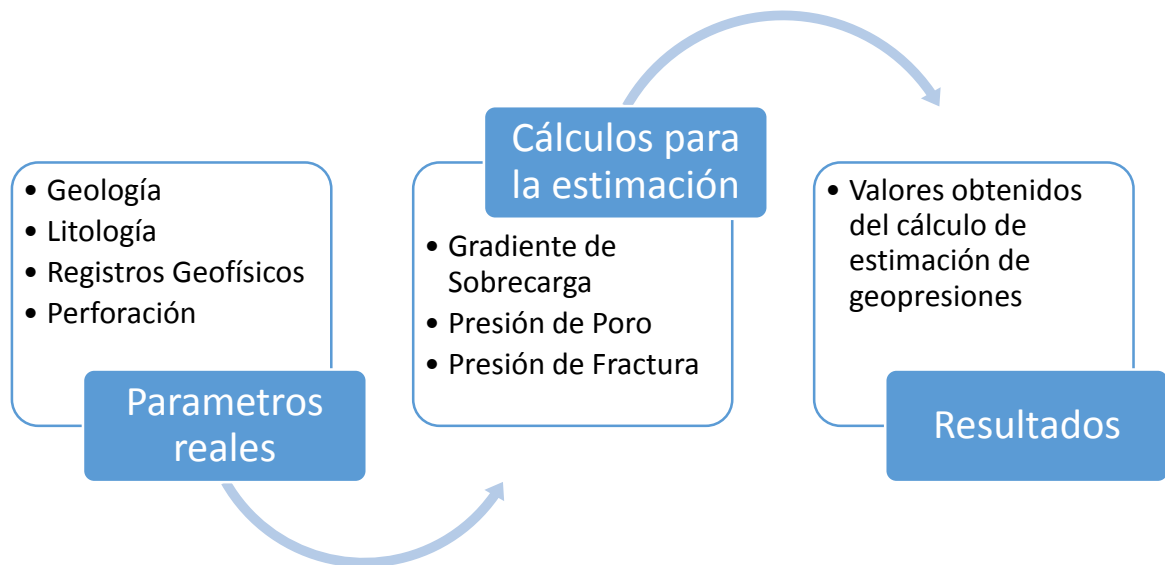 • Geología
• Litología
• Registros Geofísicos
• Perforación
Parametros
reales
Cálculos para
la estimación
• Gradiente de
Sobrecarga
• Presión de Poro
• Presión de Fractura
• Valores obtenidos
del cálculo de
estimación de
geopresiones
Resultados